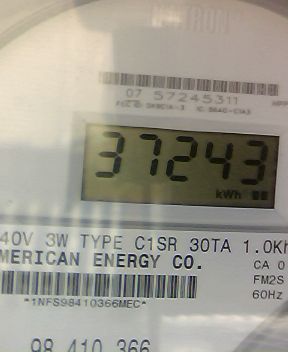 07 57245311
37243
kWh
40V 3W TYPE C1SR 30TA 1.0Kh
MERICAN ENERGY CO.
CA 0
FM2S
60Hz
*1NFS98410366MEC*
98 410 366